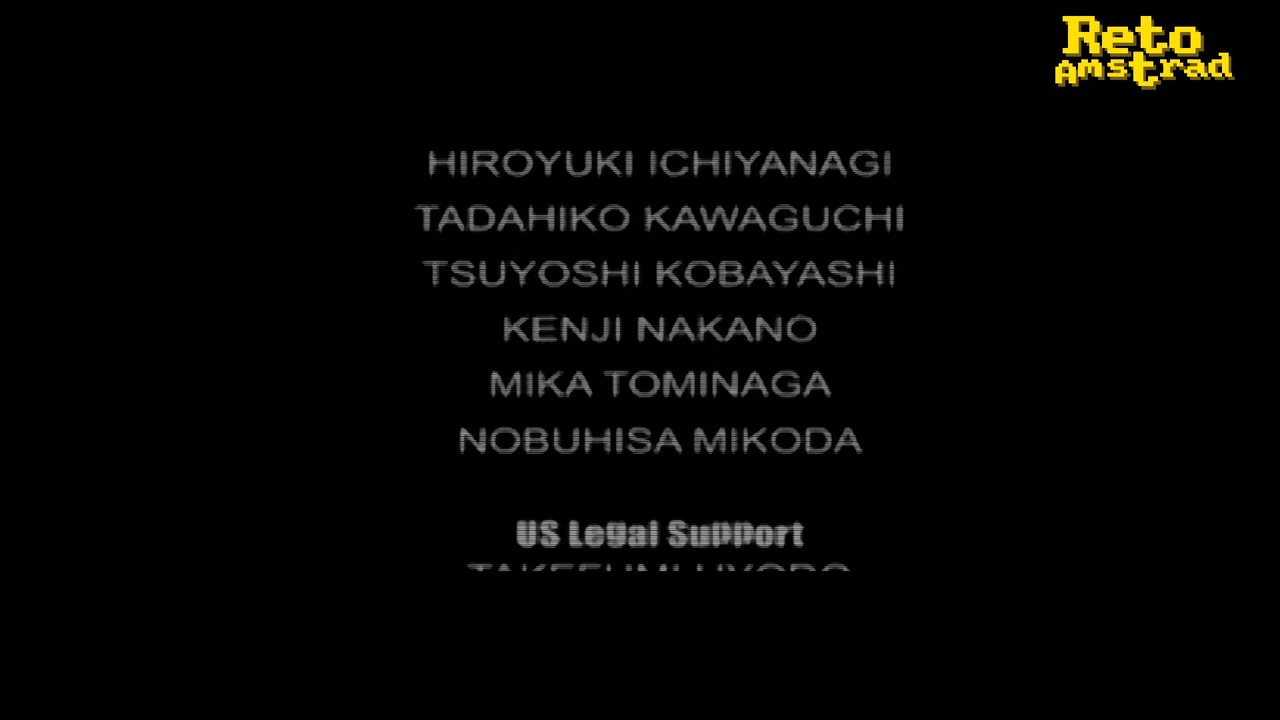 Reto
Amstrad
HIROYUKI ICHIYANAGI
TADAHIKO KAWAGUCHI
TSUYOSHI KOBAYASHI
KENJI NAKANO
MIKA TOMINAGA
NOBUHISA MIKODA
US Legal Support